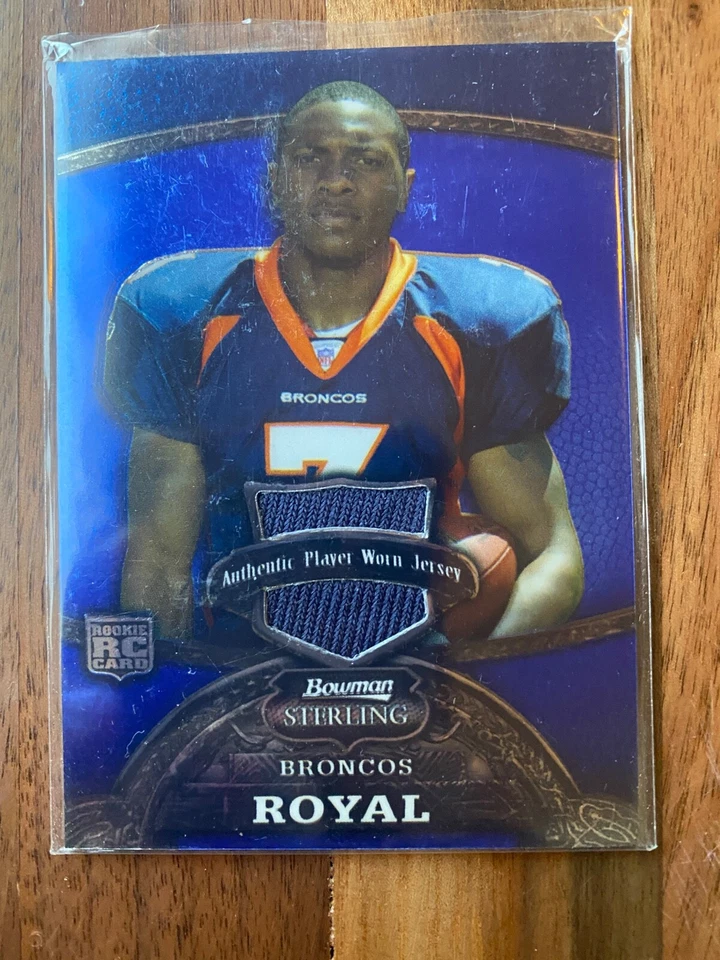 BRONCOS
7
Authentic Player Worn Jersey
ROOKIE
RC
CARD
Bowman
STERLING
BRONCOS
ROYAL